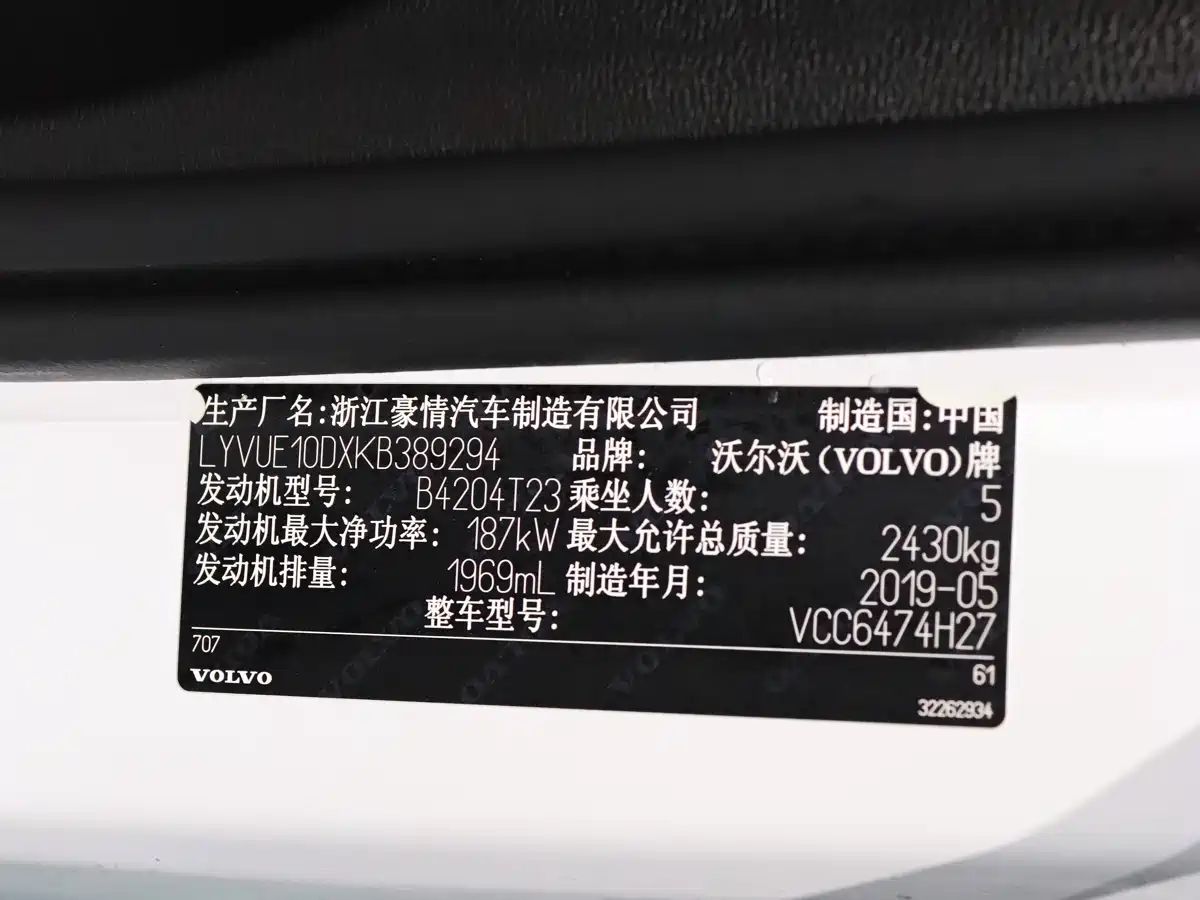 生产厂名:浙江豪情汽车制造有限公司 制造国:中国
LYVUE10DXKB389294 品牌: 沃尔沃(VOLVO)牌
发动机型号: B4204T23 乘坐人数: 5
发动机最大净功率: 187kW 最大允许总质量: 2430kg
发动机排量: 1969mL 制造年月: 2019-05
整车型号: VCC6474H27
707 61
VOLVO 32262934